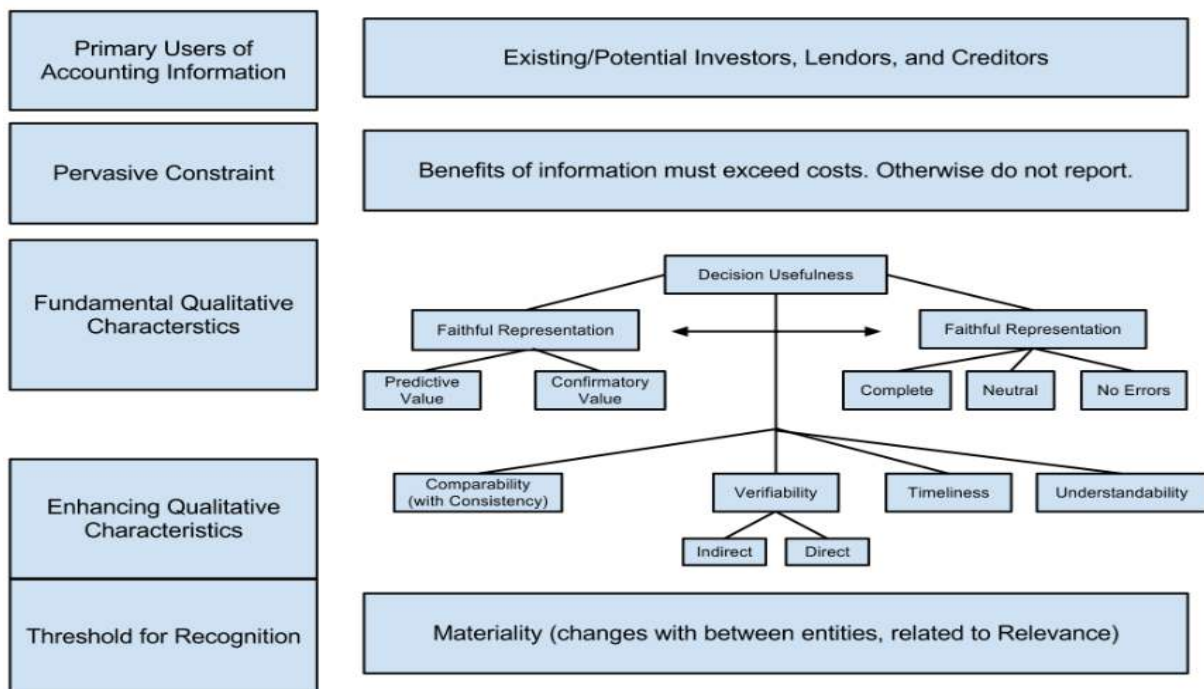 Primary Users of
Accounting Information
Existing/Potential Investors, Lendors, and Creditors
Pervasive Constraint
Benefits of information must exceed costs. Otherwise do not report.
Fundamental Qualitative
Characterstics
Decision Usefulness
Faithful Representation
Faithful Representation
Predictive
Value
Confirmatory
Value
Complete
Neutral
No Errors
Enhancing Qualitative
Characteristics
Comparability
(with Consistency)
Verifiability
Timeliness
Understandability
Indirect
Direct
Threshold for Recognition
Materiality (changes with between entities, related to Relevance)